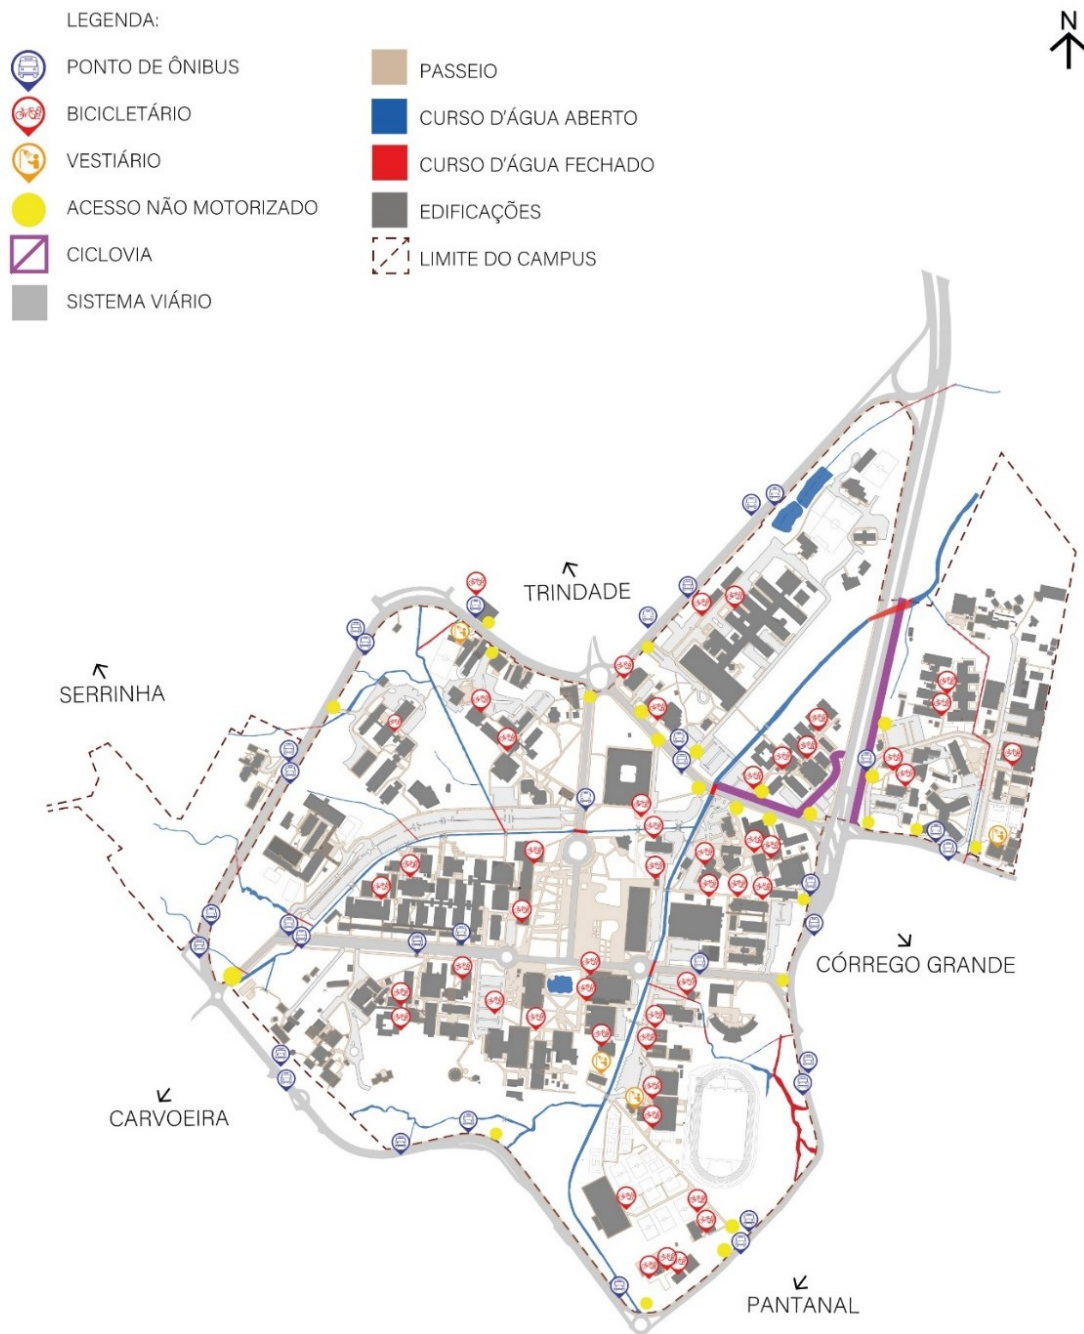 LEGENDA:
PONTO DE ÔNIBUS
BICICLETÁRIO
VESTIÁRIO
ACESSO NÃO MOTORIZADO
CICLOVIA
SISTEMA VIÁRIO
PASSEIO
CURSO D'ÁGUA ABERTO
CURSO D'ÁGUA FECHADO
EDIFICAÇÕES
LIMITE DO CAMPUS
N
TRINDADE
SERRINHA
CÓRREGO GRANDE
CARVOEIRA
PANTANAL